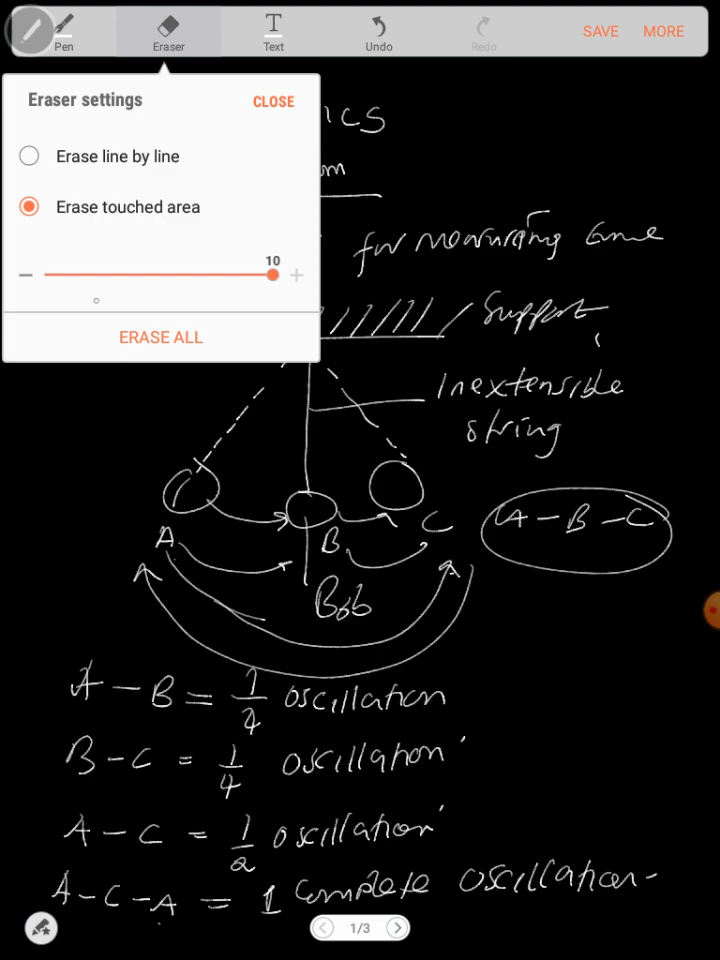 Pen
Eraser
Text
Undo
Redo
SAVE
MORE
Eraser settings
CLOSE
Erase line by line
Erase touched area
10
ERASE ALL
ics
m
for measuring time
Support
Inextensible
string
A
B
C
A - B - C
Bob
A - B = 1/4 oscillation
B - C = 1/4 oscillation
A - C = 1/2 oscillation
A - C - A = 1 complete oscillation
1/3